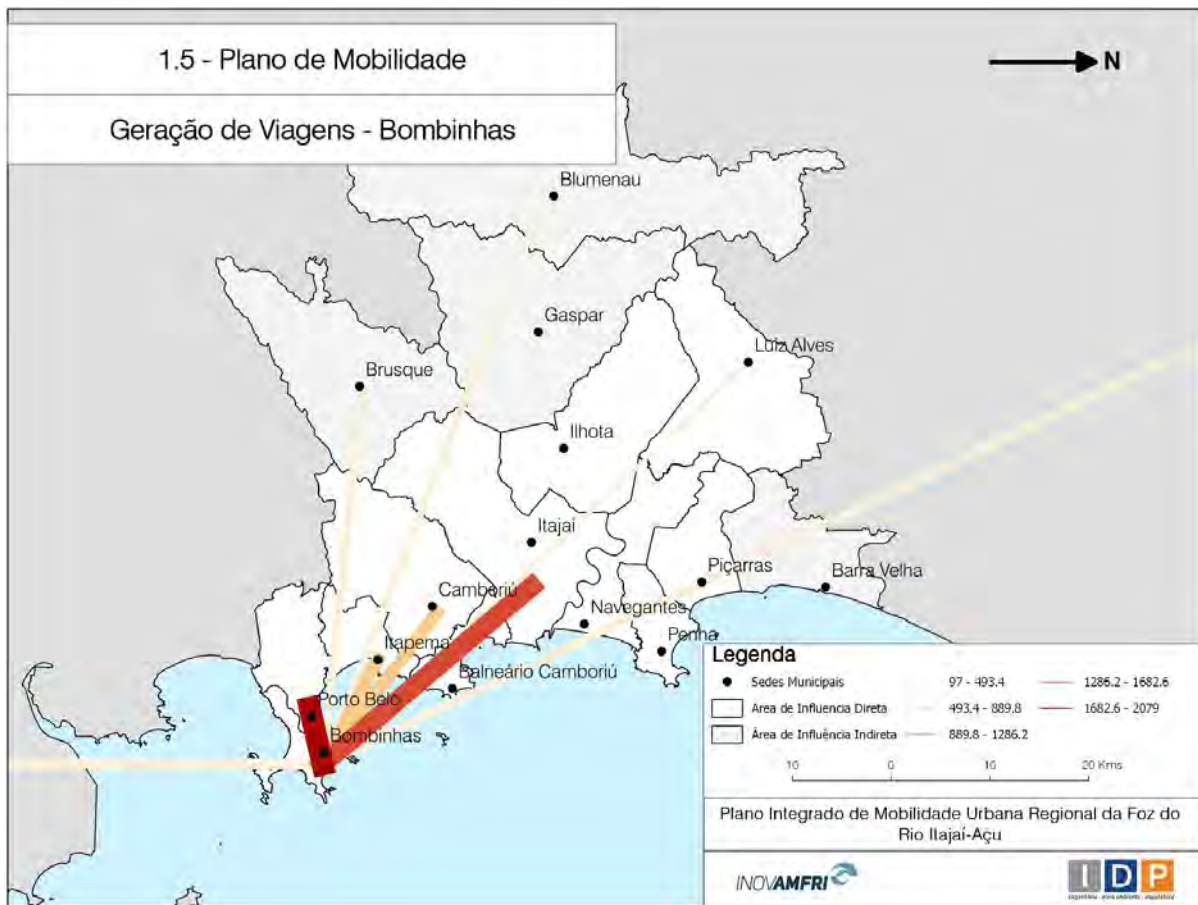 1.5 - Plano de Mobilidade
Geração de Viagens - Bombinhas
N
Blumenau
Gaspar
Luiz Alves
Brusque
Ilhota
Itajaí
Piçarras
Barra Velha
Camboriú
Navegantes
Penha
Itapema
Balneário Camboriú
Porto Belo
Bombinhas
Legenda
Sedes Municipais
Área de Influencia Direta
Área de Influência Indireta
97 - 493.4
493.4 - 889.8
889.8 - 1286.2
1286.2 - 1682.6
1682.6 - 2079
10 0 10 20 Kms
Plano Integrado de Mobilidade Urbana Regional da Foz do
Rio Itajaí-Açu
INOVAMFRI
IDP